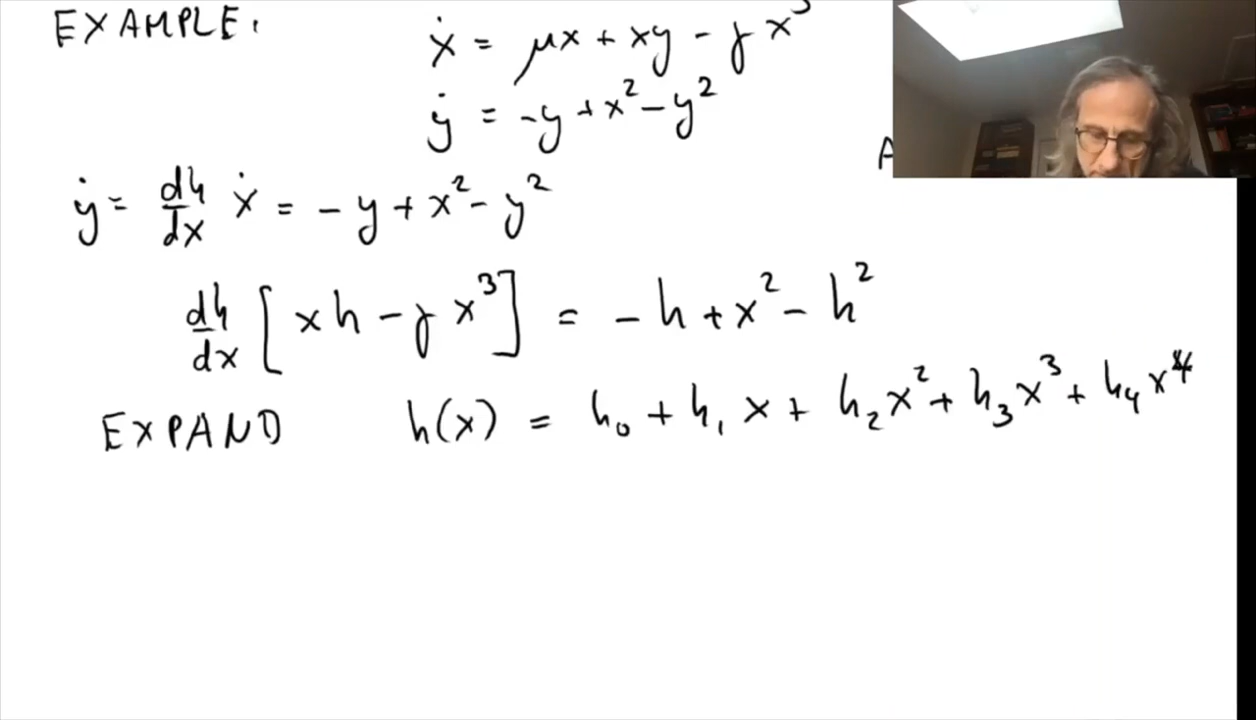 EXAMPLE:
ẋ = μx + xy - γx³
ẏ = -y + x² - y²
A
ẏ = dh/dx ẋ = -y + x² - y²
dh/dx [xh - γx³] = -h + x² - h²
EXPAND h(x) = h₀ + h₁x + h₂x² + h₃x³ + h₄x⁴